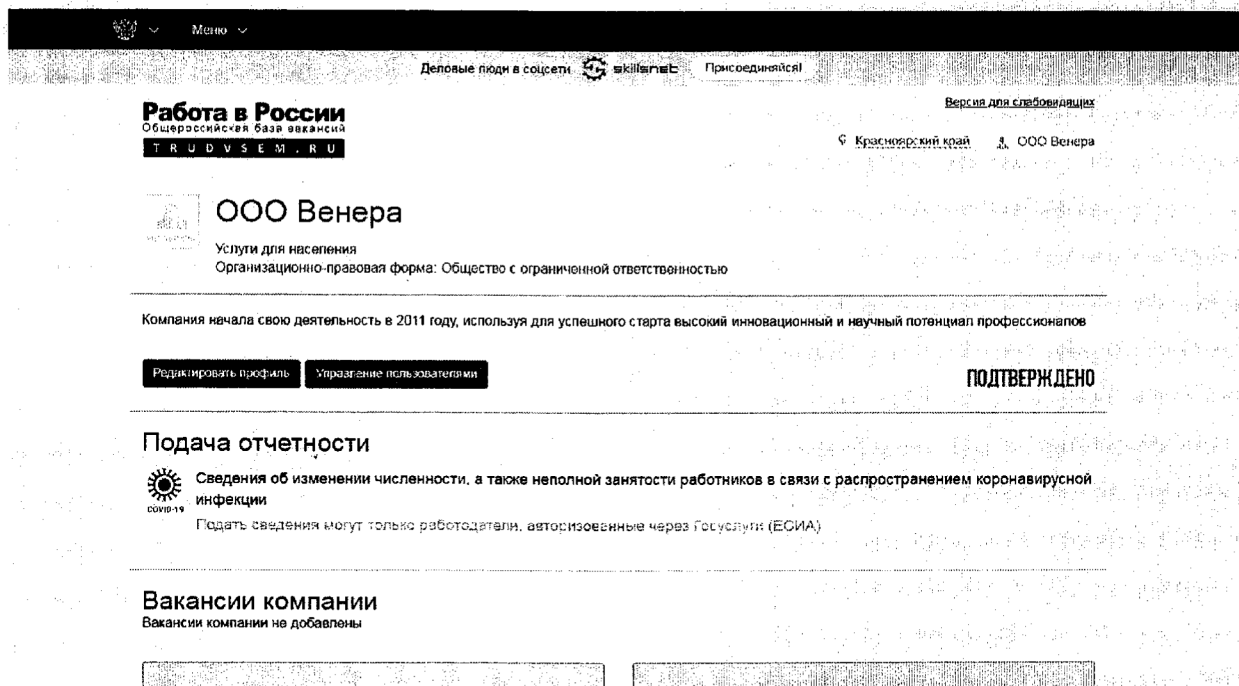 Меню
Деловые люди в соцсети skillsnet Присоединяйся!
Версия для слабовидящих
Работа в России
Общероссийская база вакансий
TRUDVSEM.RU
Красноярский край ООО Венера
ООО Венера
Услуги для населения
Организационно-правовая форма: Общество с ограниченной ответственностью
Компания начала свою деятельность в 2011 году, используя для успешного старта высокий инновационный и научный потенциал профессионалов
Редактировать профиль Управление пользователями
ПОДТВЕРЖДЕНО
Подача отчетности
Сведения об изменении численности, а также неполной занятости работников в связи с распространением коронавирусной
инфекции
COVID-19
Подать сведения могут только работодатели, авторизованные через Госуслуги (ЕСИА)
Вакансии компании
Вакансии компании не добавлены